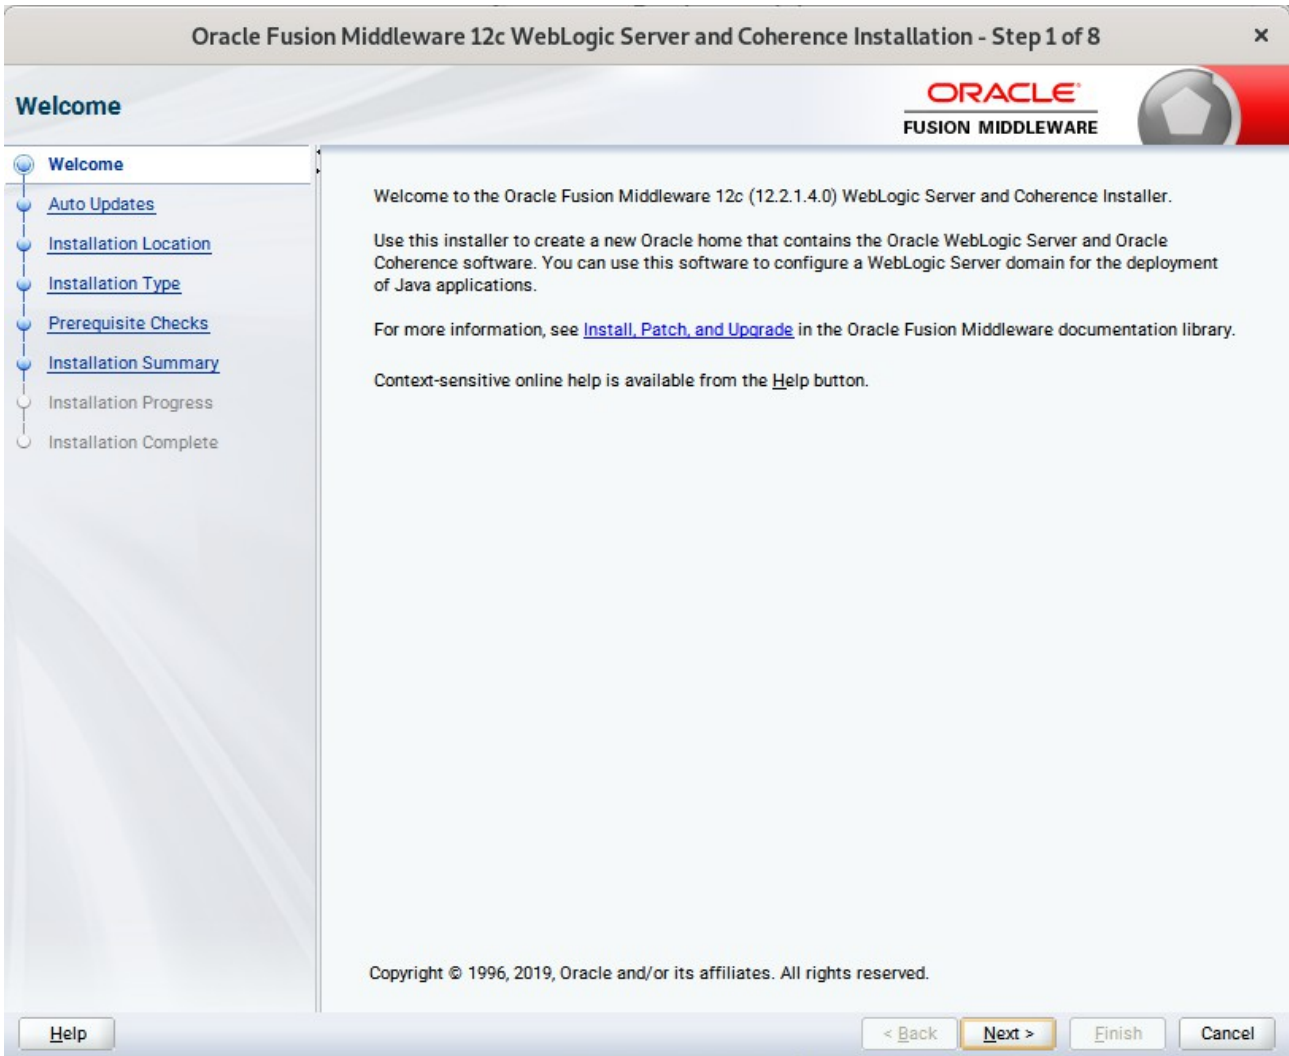 Oracle Fusion Middleware 12c WebLogic Server and Coherence Installation - Step 1 of 8
×
Welcome
ORACLE
FUSION MIDDLEWARE
Welcome
Auto Updates
Installation Location
Installation Type
Prerequisite Checks
Installation Summary
Installation Progress
Installation Complete
Welcome to the Oracle Fusion Middleware 12c (12.2.1.4.0) WebLogic Server and Coherence Installer.
Use this installer to create a new Oracle home that contains the Oracle WebLogic Server and Oracle
Coherence software. You can use this software to configure a WebLogic Server domain for the deployment
of Java applications.
For more information, see Install, Patch, and Upgrade in the Oracle Fusion Middleware documentation library.
Context-sensitive online help is available from the Help button.
Copyright © 1996, 2019, Oracle and/or its affiliates. All rights reserved.
Help
< Back
Next >
Finish
Cancel